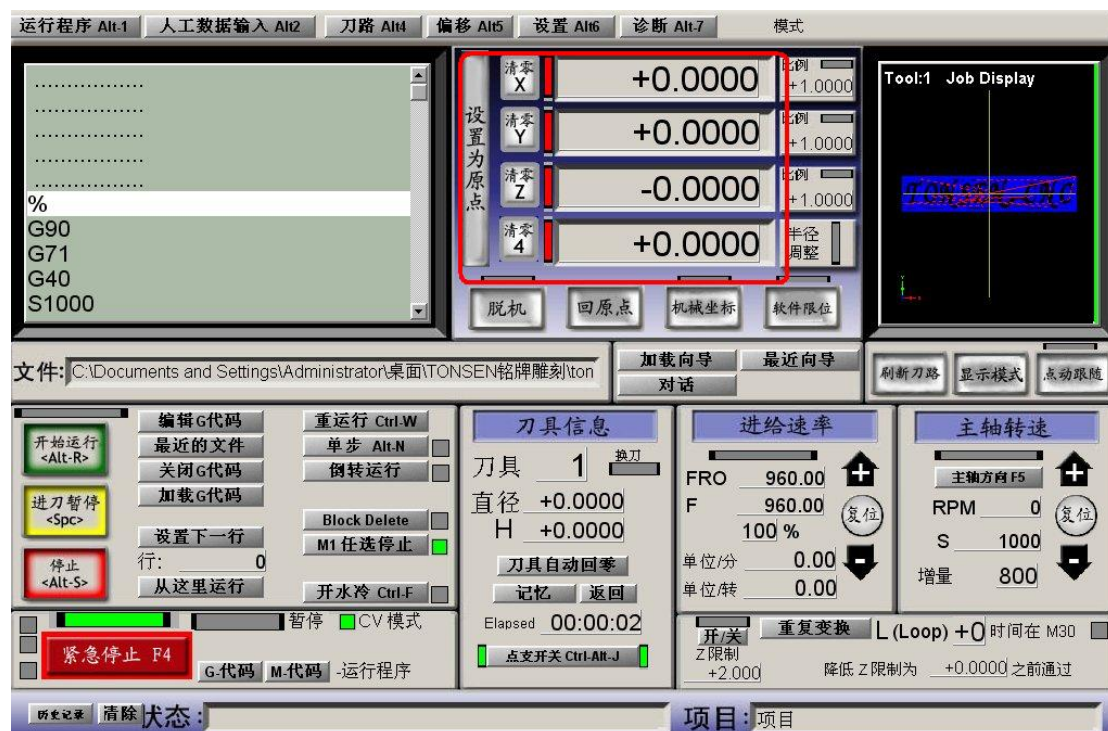 运行程序 Alt-1 人工数据输入 Alt2 刀路 Alt4 偏移 Alt5 设置 Alt6 诊断 Alt-7 模式
..................
..................
..................
..................
..................
%
G90
G71
G40
S1000
设置为原点
清零 X +0.0000 比例 +1.0000
清零 Y +0.0000 比例 +1.0000
清零 Z -0.0000 比例 +1.0000
清零 4 +0.0000 半径调整
脱机 回原点 机械坐标 软件限位
Tool:1 Job Display
TONSEN CNC
文件: C:\Documents and Settings\Administrator\桌面\TONSEN铭牌雕刻\ton
加载向导 最近向导
对话
刷新刀路 显示模式 点动跟随
开始运行 <Alt-R>
进刀暂停 <Spc>
停止 <Alt-S>
编辑G代码 重运行 Ctrl-W
最近的文件 单步 Alt-N
关闭G代码 倒转运行
加载G代码
设置下一行 Block Delete
行: 0 M1 任选停止
从这里运行 开水冷 Ctrl-F
刀具信息
刀具 1 换刀
直径 +0.0000
H +0.0000
刀具自动回零
记忆 返回
Elapsed 00:00:02
点支开关 Ctrl-Alt-J
进给速率
FRO 960.00
F 960.00 复位
100 %
单位/分 0.00
单位/转 0.00
主轴转速
主轴方向 F5
RPM 0 复位
S 1000
增量 800
暂停 CV 模式
紧急停止 F4
G-代码 M-代码 -运行程序
开/关 重复变换 L (Loop) +0 时间在 M30
Z 限制
+2.000 降低 Z 限制为 +0.0000 之前通过
历史记录 清除 状态: 项目: 项目